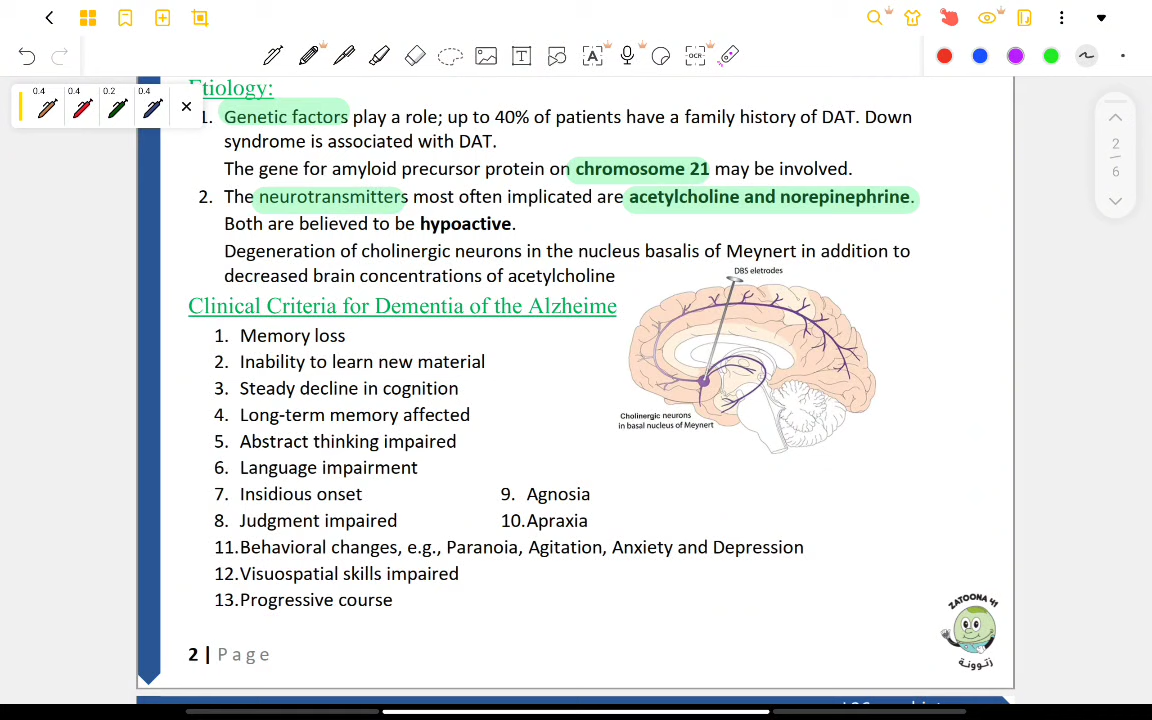 0.4 0.4 0.2 0.4
A
T
OCR
2
6
Etiology:
1. Genetic factors play a role; up to 40% of patients have a family history of DAT. Down
syndrome is associated with DAT.
The gene for amyloid precursor protein on chromosome 21 may be involved.
2. The neurotransmitters most often implicated are acetylcholine and norepinephrine.
Both are believed to be hypoactive.
Degeneration of cholinergic neurons in the nucleus basalis of Meynert in addition to
decreased brain concentrations of acetylcholine
DBS eletrodes
Clinical Criteria for Dementia of the Alzheime
1. Memory loss
2. Inability to learn new material
3. Steady decline in cognition
4. Long-term memory affected
Cholinergic neurons
in basal nucleus of Meynert
5. Abstract thinking impaired
6. Language impairment
7. Insidious onset
9. Agnosia
8. Judgment impaired
10.Apraxia
11.Behavioral changes, e.g., Paranoia, Agitation, Anxiety and Depression
12.Visuospatial skills impaired
13.Progressive course
ZATOONA 41
زتوونة
2 | Page